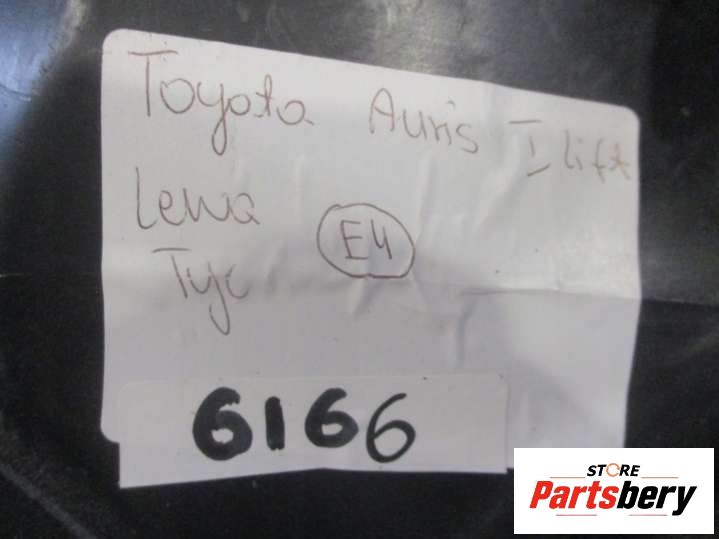 Toyota Auris I lift
Lewa
E4
Tyc
6166
STORE
Partsbery